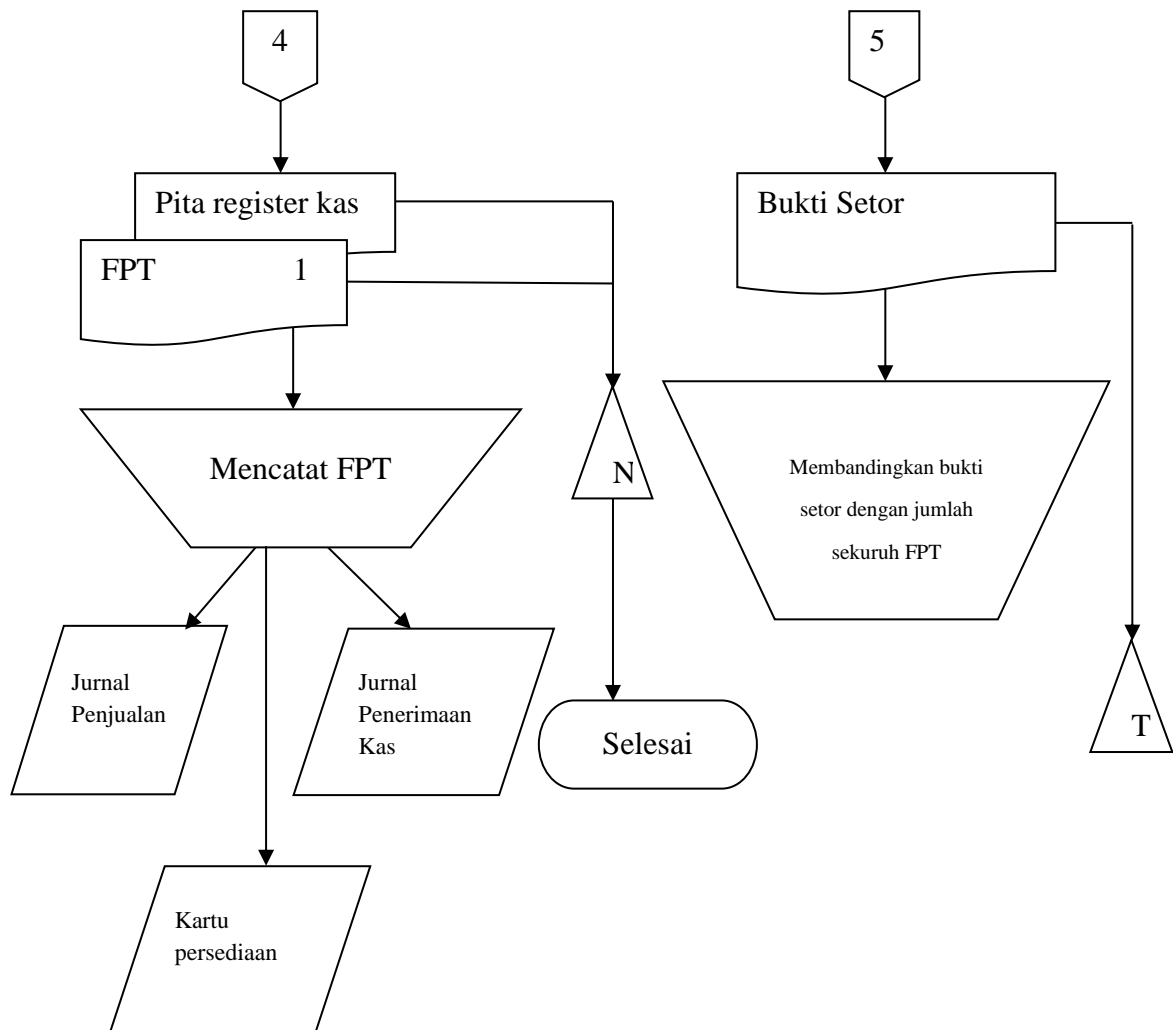 4
Pita register kas
FPT 1
Mencatat FPT
N
Jurnal
Penjualan
Jurnal
Penerimaan
Kas
Selesai
Kartu
persediaan
5
Bukti Setor
Membandingkan bukti
setor dengan jumlah
sekuruh FPT
T